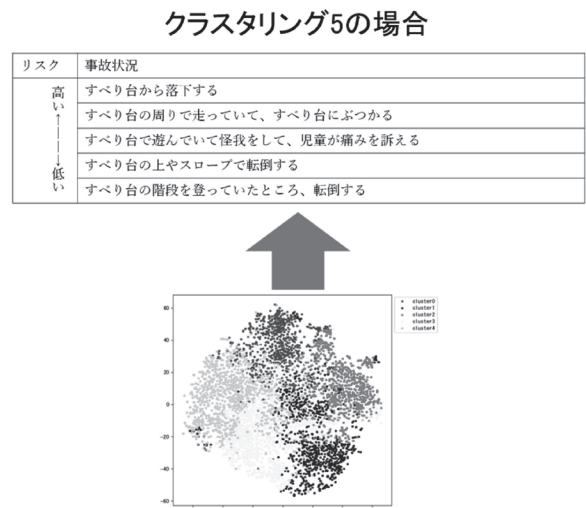 クラスタリング5の場合
リスク 事故状況
高い←――→低い
すべり台から落下する
すべり台の周りで走っていて、すべり台にぶつかる
すべり台で遊んでいて怪我をして、児童が痛みを訴える
すべり台の上やスロープで転倒する
すべり台の階段を登っていたところ、転倒する
cluster0
cluster1
cluster2
cluster3
cluster4
60
40
20
0
-20
-40
-60